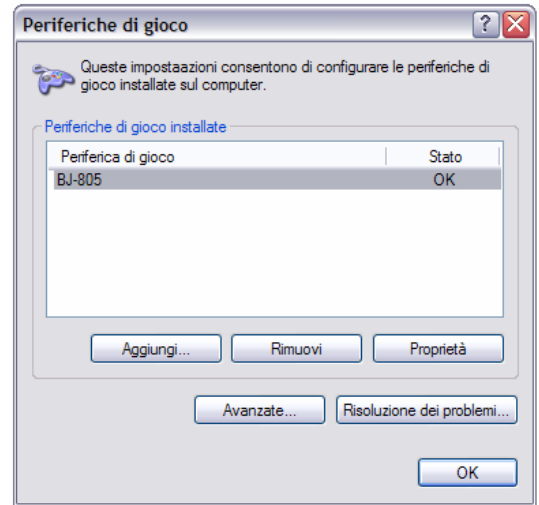 Periferiche di gioco
Queste impostaazioni consentono di configurare le periferiche di
gioco installate sul computer.
Periferiche di gioco installate
Periferica di gioco Stato
BJ-805 OK
Aggiungi... Rimuovi Proprietà
Avanzate... Risoluzione dei problemi...
OK